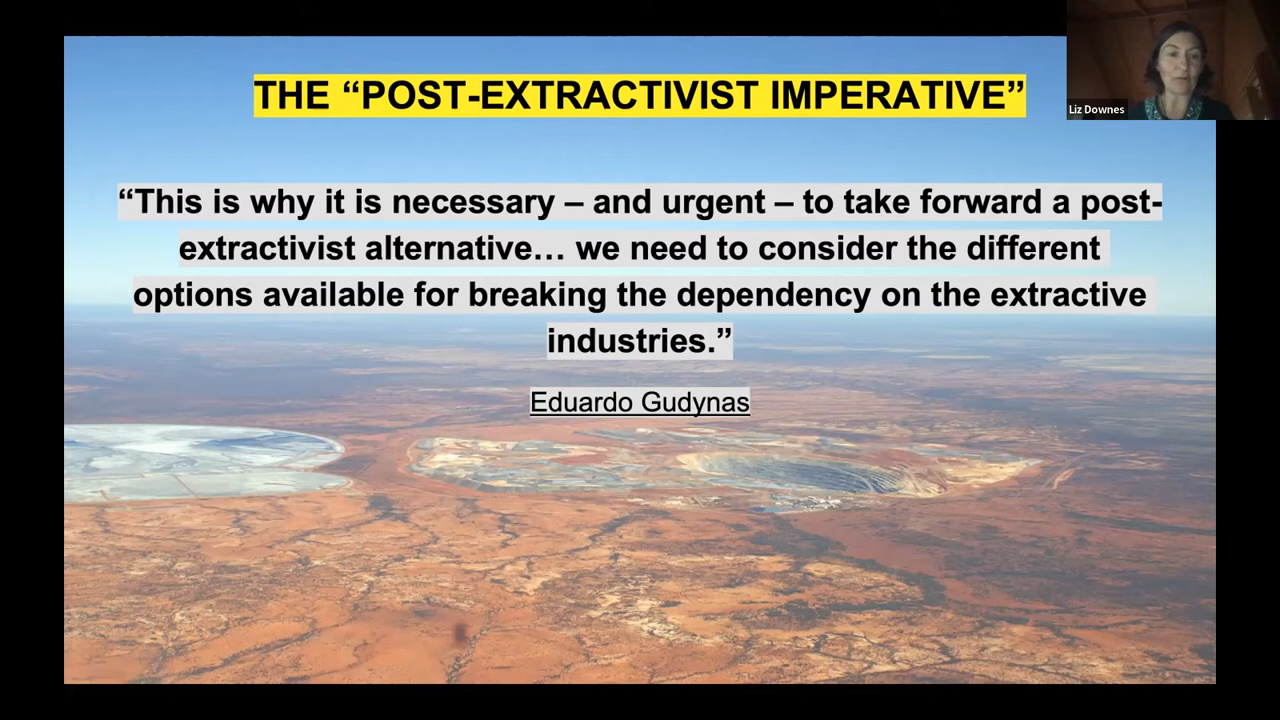 THE “POST-EXTRACTIVIST IMPERATIVE”
Liz Downes
“This is why it is necessary – and urgent – to take forward a post-
extractivist alternative… we need to consider the different
options available for breaking the dependency on the extractive
industries.”
Eduardo Gudynas